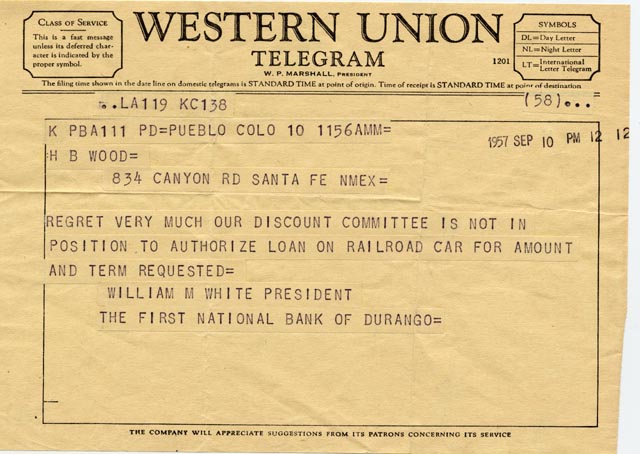 CLASS OF SERVICE
This is a fast message
unless its deferred char-
acter is indicated by the
proper symbol.
WESTERN UNION
TELEGRAM
W. P. MARSHALL, PRESIDENT
1201
SYMBOLS
DL=Day Letter
NL=Night Letter
LT=International
Letter Telegram
The filing time shown in the date line on domestic telegrams is STANDARD TIME at point of origin. Time of receipt is STANDARD TIME at point of destination
..LA119 KC138 (58)...=
K PBA111 PD=PUEBLO COLO 10 1156AMM=
1957 SEP 10 PM 12 12
H B WOOD=
834 CANYON RD SANTA FE NMEX=
REGRET VERY MUCH OUR DISCOUNT COMMITTEE IS NOT IN
POSITION TO AUTHORIZE LOAN ON RAILROAD CAR FOR AMOUNT
AND TERM REQUESTED=
WILLIAM M WHITE PRESIDENT
THE FIRST NATIONAL BANK OF DURANGO=
THE COMPANY WILL APPRECIATE SUGGESTIONS FROM ITS PATRONS CONCERNING ITS SERVICE